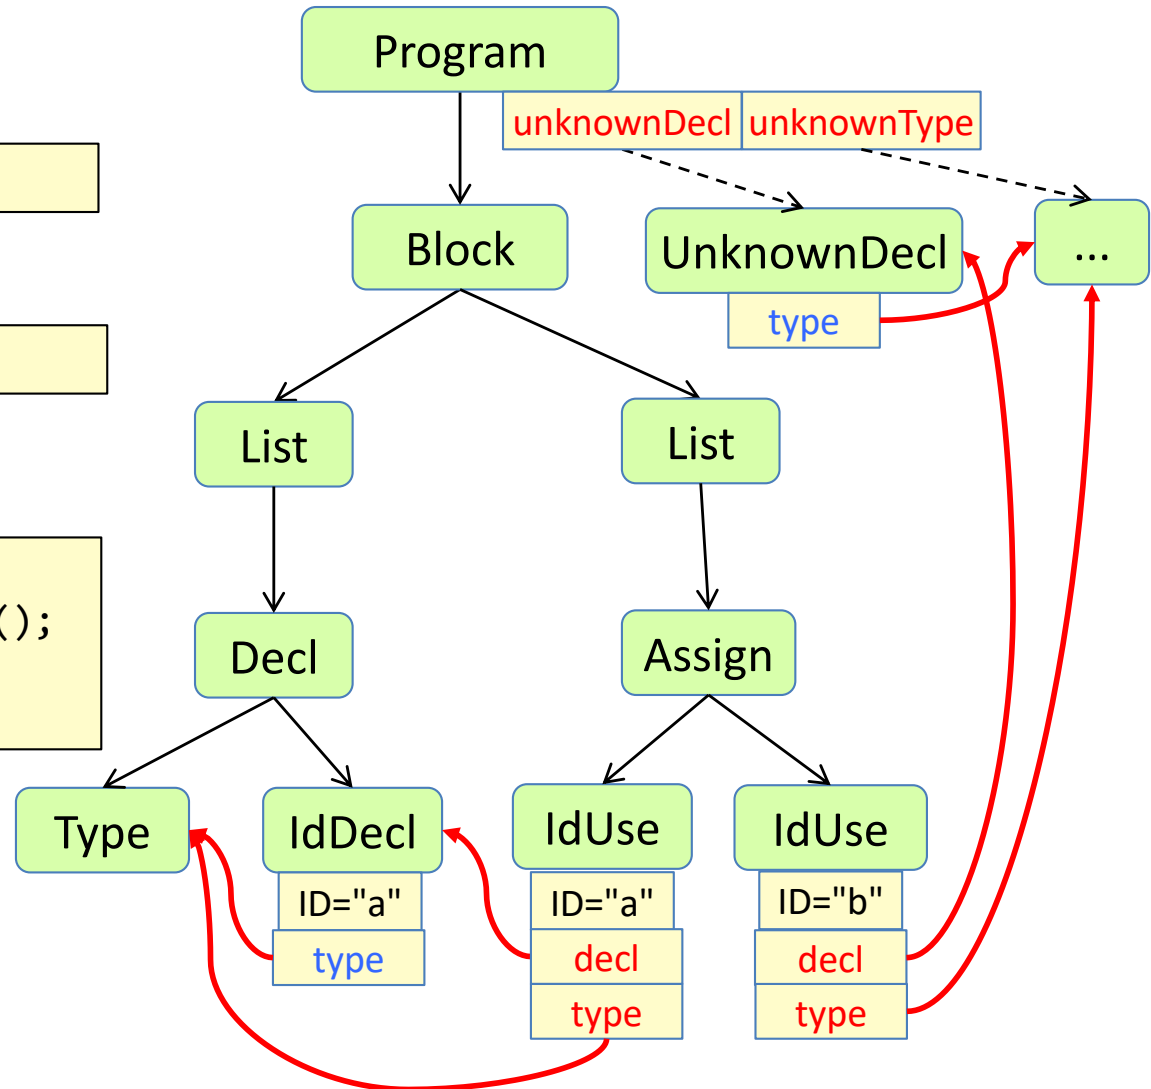 Program
unknownDecl unknownType
Block
UnknownDecl
...
type
List
List
();
Decl
Assign
Type
IdDecl
IdUse
IdUse
ID="a"
ID="a"
ID="b"
type
decl
decl
type
type